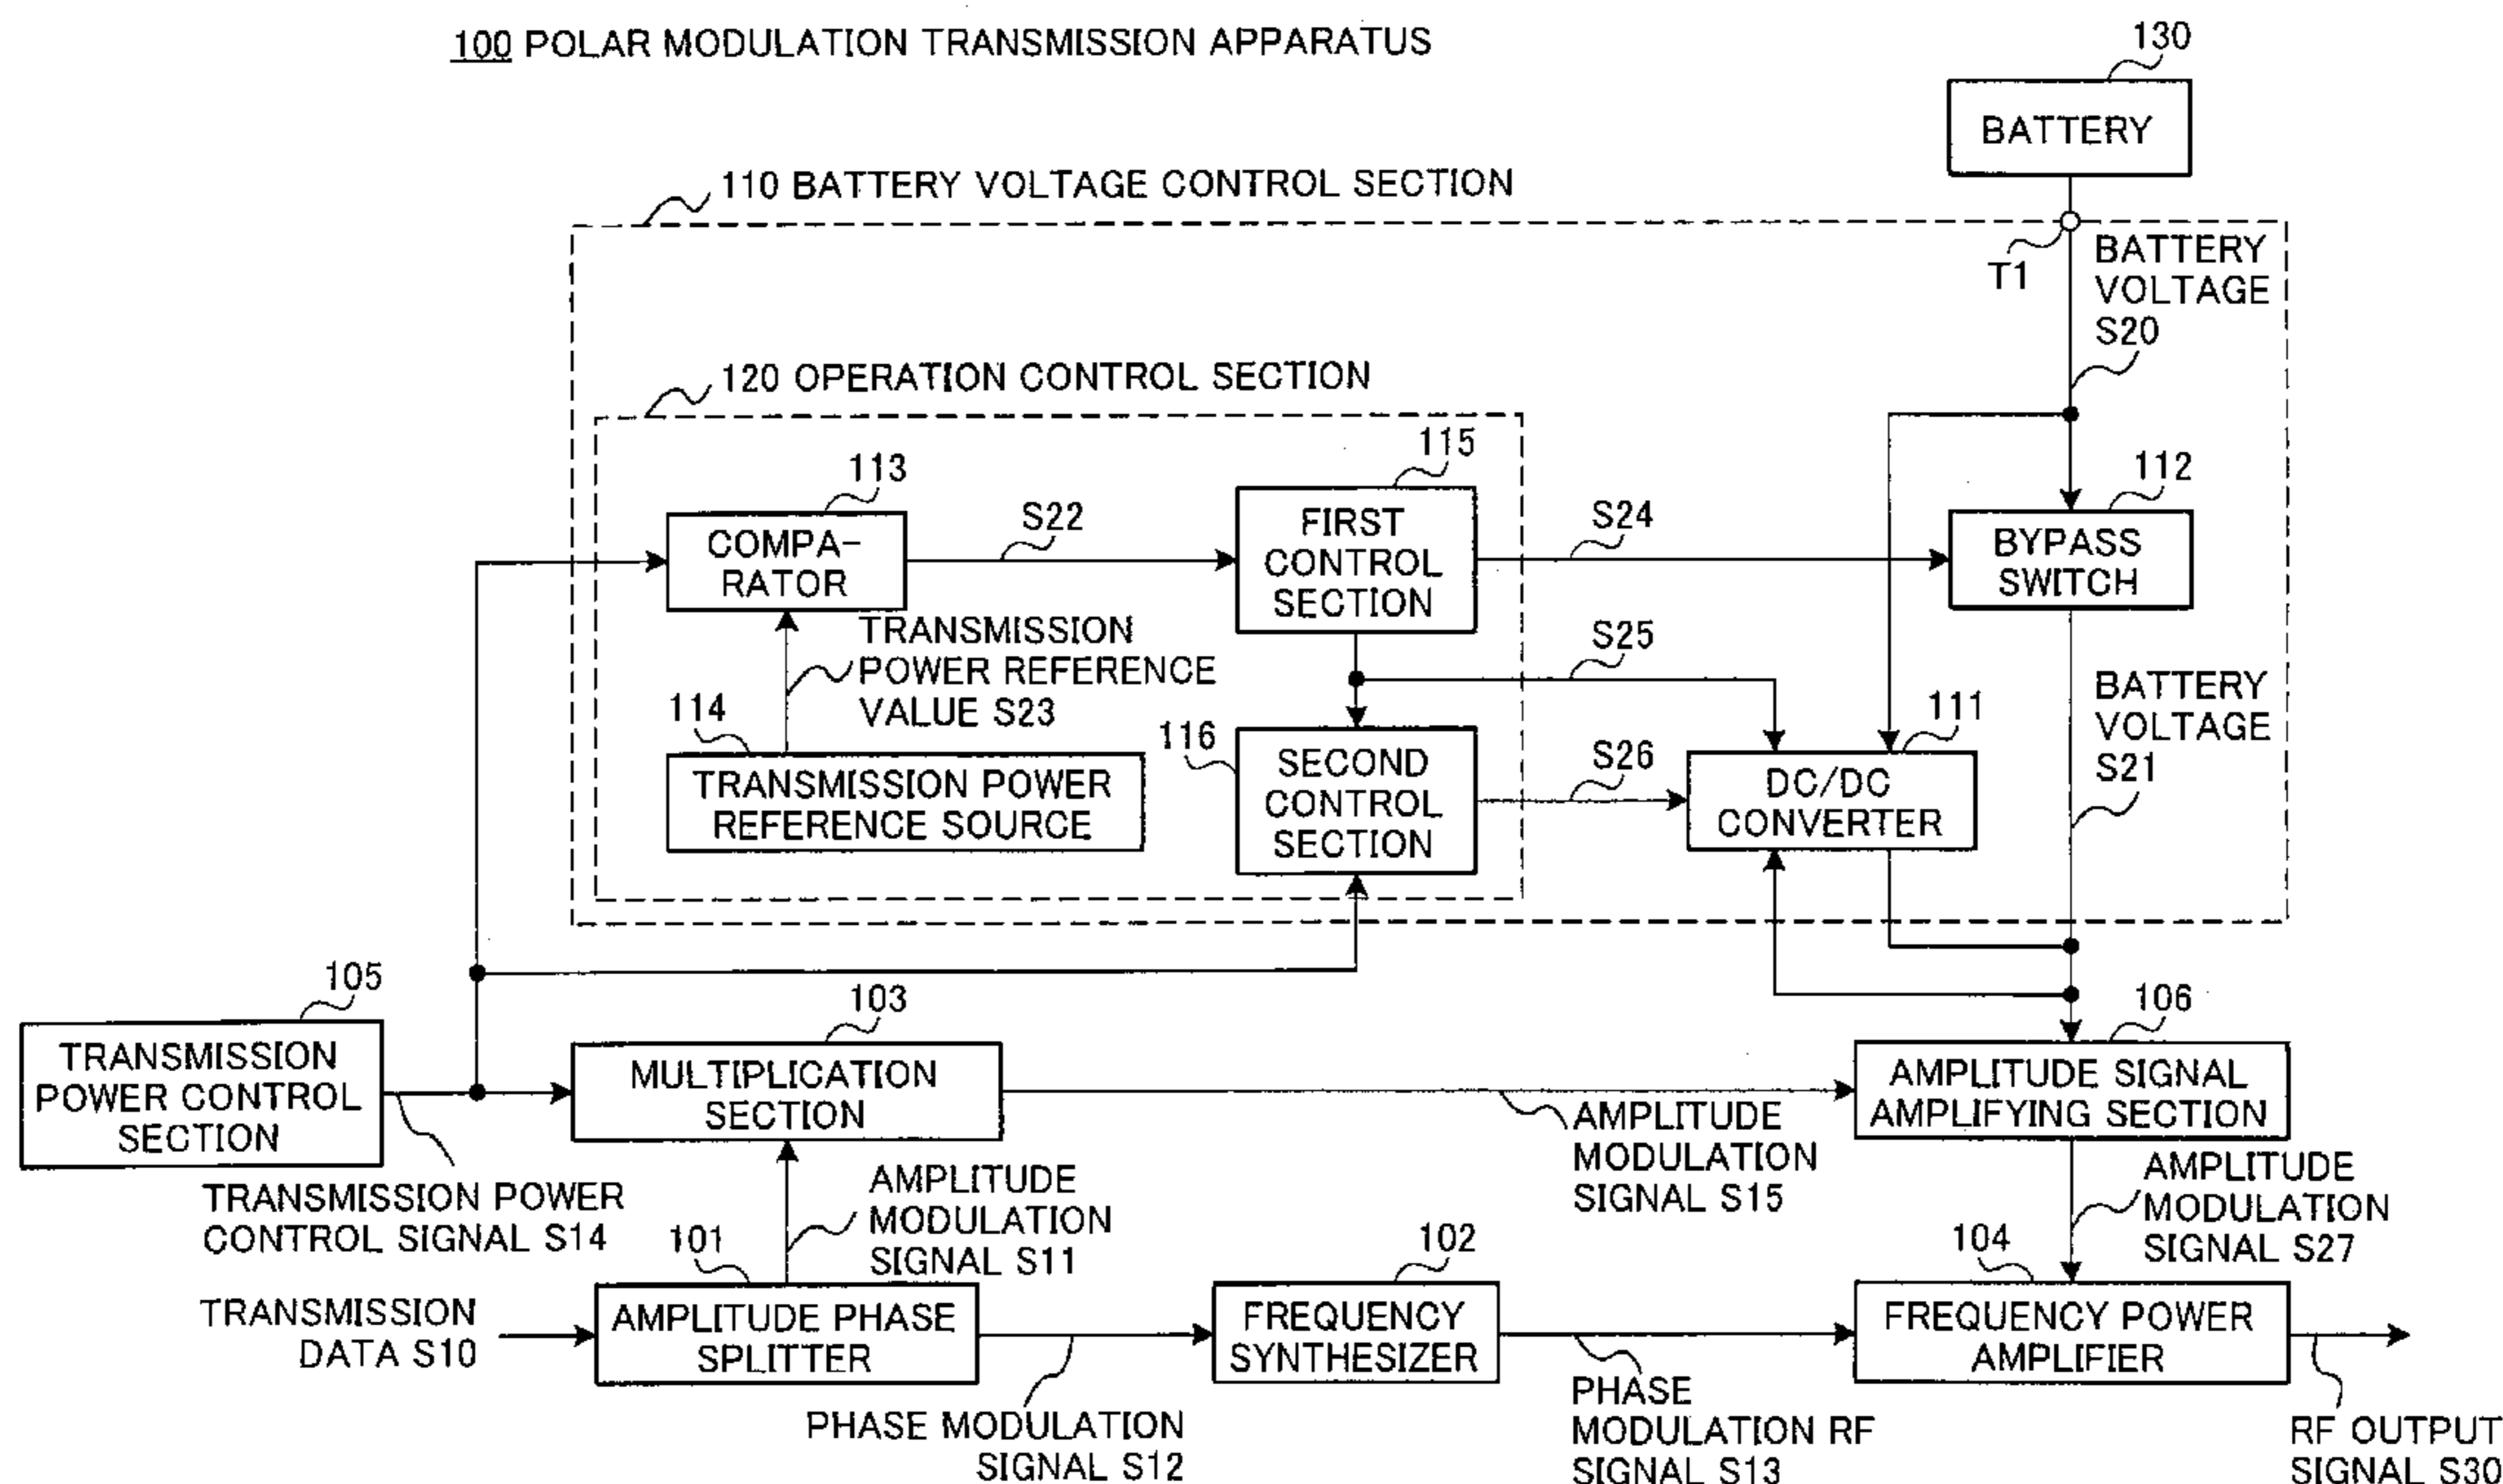 100 POLAR MODULATION TRANSMISSION APPARATUS
130
BATTERY
110 BATTERY VOLTAGE CONTROL SECTION
T1
BATTERY
VOLTAGE
S20
120 OPERATION CONTROL SECTION
113
COMPA-
RATOR
S22
115
FIRST
CONTROL
SECTION
S24
112
BYPASS
SWITCH
TRANSMISSION
POWER REFERENCE
VALUE S23
S25
114
TRANSMISSION POWER
REFERENCE SOURCE
116
SECOND
CONTROL
SECTION
S26
111
DC/DC
CONVERTER
BATTERY
VOLTAGE
S21
105
TRANSMISSION
POWER CONTROL
SECTION
103
MULTIPLICATION
SECTION
106
AMPLITUDE SIGNAL
AMPLIFYING SECTION
TRANSMISSION POWER
CONTROL SIGNAL S14
AMPLITUDE
MODULATION
SIGNAL S11
AMPLITUDE
MODULATION
SIGNAL S15
AMPLITUDE
MODULATION
SIGNAL S27
TRANSMISSION
DATA S10
101
AMPLITUDE PHASE
SPLITTER
102
FREQUENCY
SYNTHESIZER
104
FREQUENCY POWER
AMPLIFIER
PHASE MODULATION
SIGNAL S12
PHASE
MODULATION RF
SIGNAL S13
RF OUTPUT
SIGNAL S30